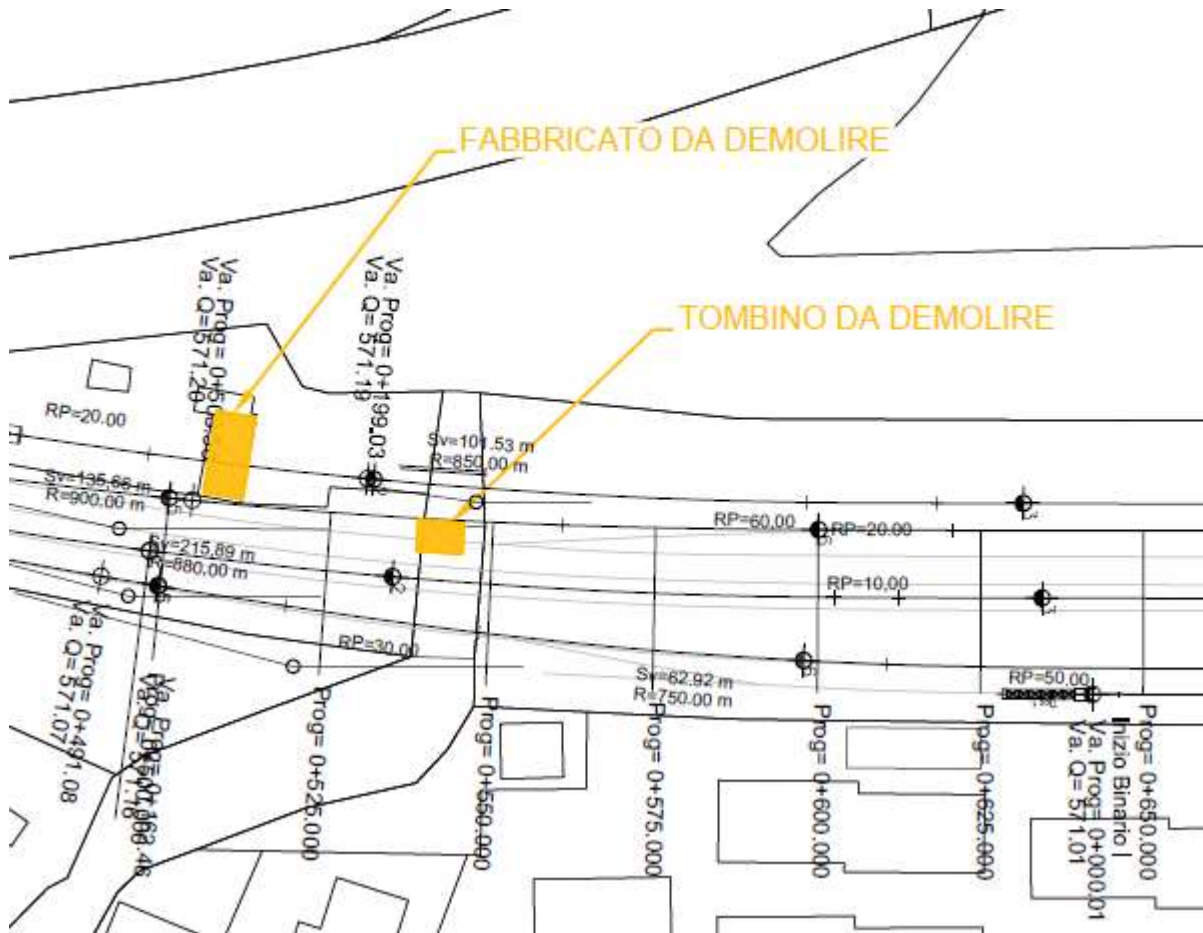 FABBRICATO DA DEMOLIRE
TOMBINO DA DEMOLIRE
Va. Q= 571.20
Va. Prog= 0+199.03
Va. Q= 571.19
RP=20.00
Sv=101.53 m
R=850.00 m
Sv=135,66 m
R=900.00 m
RP=60,00
RP=20.00
Sv=215,89 m
R=880,00 m
RP=10,00
RP=30.00
Sv=62.92 m
R=750.00 m
RP=50.00
Va. Prog= 0+491.08
Va. Q= 571.07
Prog= 0+525.000
Prog= 0+550.000
Prog= 0+575.000
Prog= 0+600.000
Prog= 0+625.000
Inizio Binario I
Va. Prog= 0+000.01
Va. Q= 571.01
Prog= 0+650.000